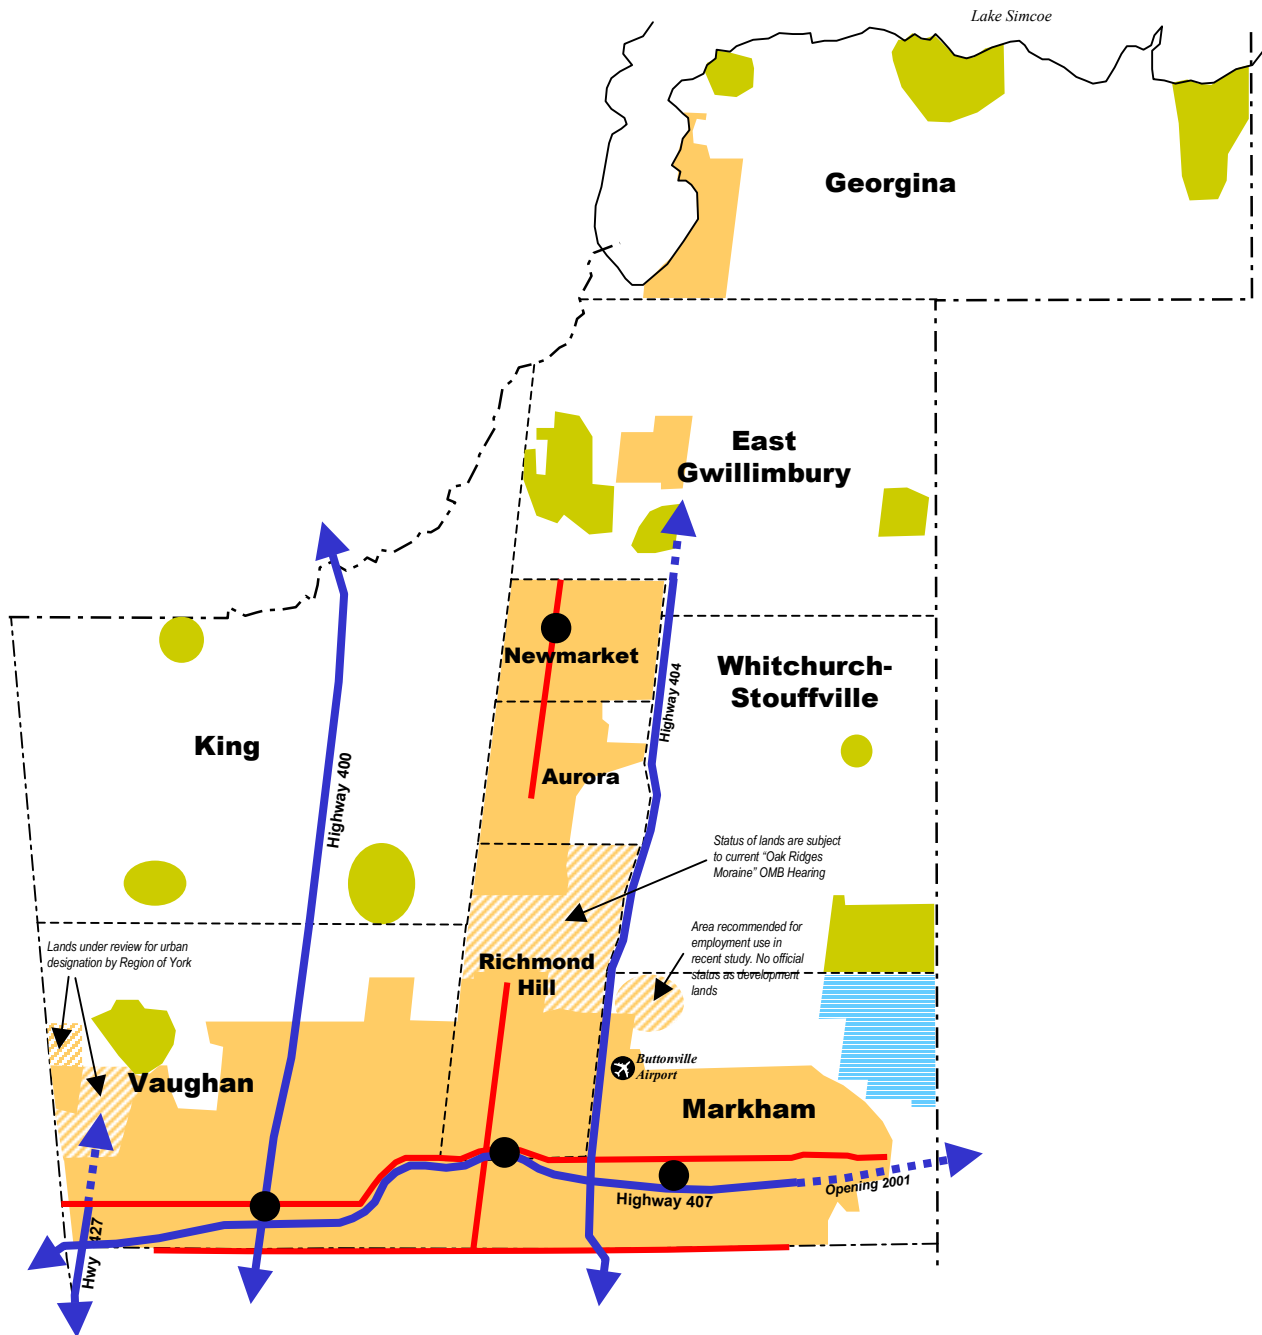 Lake Simcoe
Georgina
East
Gwillimbury
Newmarket
Whitchurch-
Stouffville
Highway 404
King
Highway 400
Aurora
Status of lands are subject
to current “Oak Ridges
Moraine” OMB Hearing
Area recommended for
employment use in
recent study. No official
status as development
lands
Lands under review for urban
designation by Region of York
Richmond
Hill
Buttonville
Airport
Vaughan
Markham
Highway 407
Opening 2001
Hwy 427